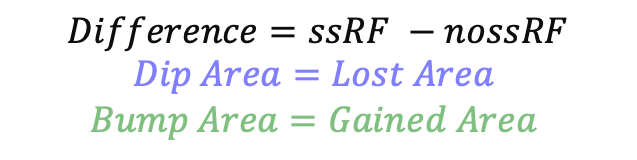 Difference = ssRF − nossRF
Dip Area = Lost Area
Bump Area = Gained Area